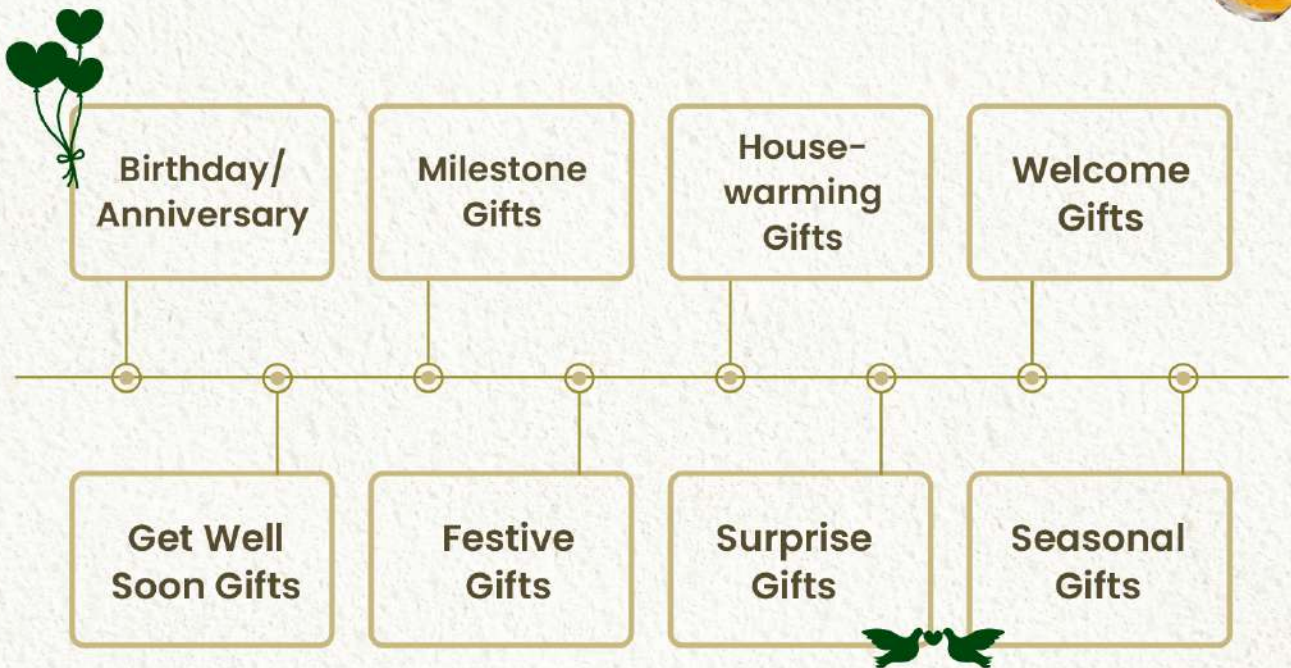 Birthday/
Anniversary
Milestone
Gifts
House-
warming
Gifts
Welcome
Gifts
Get Well
Soon Gifts
Festive
Gifts
Surprise
Gifts
Seasonal
Gifts